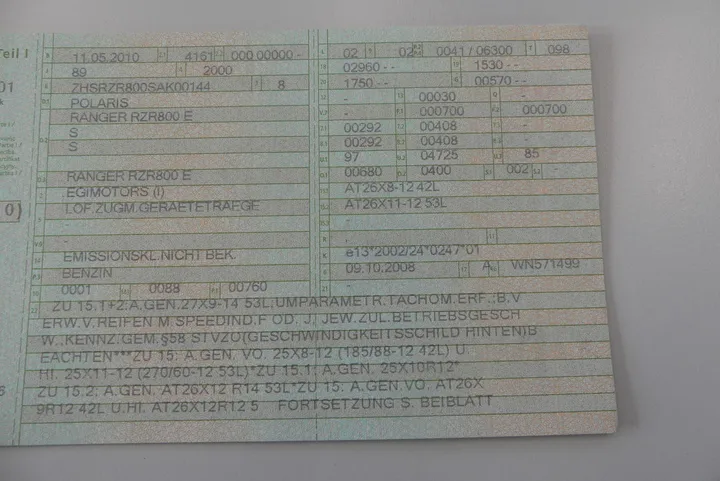 Teil I
11.05.2010 4151 000 00000 -
02 02 0041 / 06300 098
01
89 2000
02960 - - 1530 - -
ZHSRZR800SAK00144 8
1750 - - 00570 - -
POLARIS
- 00030 -
RANGER RZR800 E
- 000700 000700
S
00292 00408 -
S
00292 00408 -
97 04725 85
RANGER RZR800 E
00680 0400 002 -
EGIMOTORS (I)
AT26X8-12 42L
LOF.ZUGM.GERAETETRAEGE
AT26X11-12 53L
0)
-
-
EMISSIONSKL.NICHT BEK.
e13*2002/24*0247*01
BENZIN
09.10.2008 A WN571499
0001 0088 00760
-
ZU 15.1+2:A.GEN.27X9-14 53L;UMPARAMETR.TACHOM.ERF.;B.V
ERW.V.REIFEN M.SPEEDIND.F OD. J, JEW.ZUL.BETRIEBSGESCH
W..KENNZ.GEM.§58 STVZO(GESCHWINDIGKEITSSCHILD HINTEN)B
EACHTEN***ZU 15: A.GEN. VO. 25X8-12 (185/88-12 42L) U.
HI. 25X11-12 (270/60-12 53L)*ZU 15.1: A.GEN. 25X10R12*
ZU 15.2: A.GEN. AT26X12 R14 53L*ZU 15: A.GEN.VO. AT26X
9R12 42L U.HI. AT26X12R12 5 FORTSETZUNG S. BEIBLATT